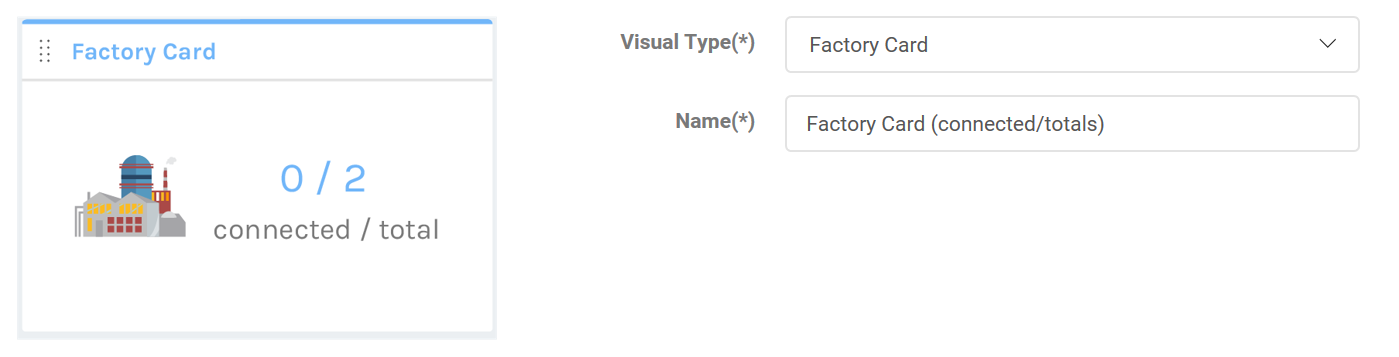 Factory Card
0 / 2
connected / total
Visual Type(*)
Factory Card
Name(*)
Factory Card (connected/totals)